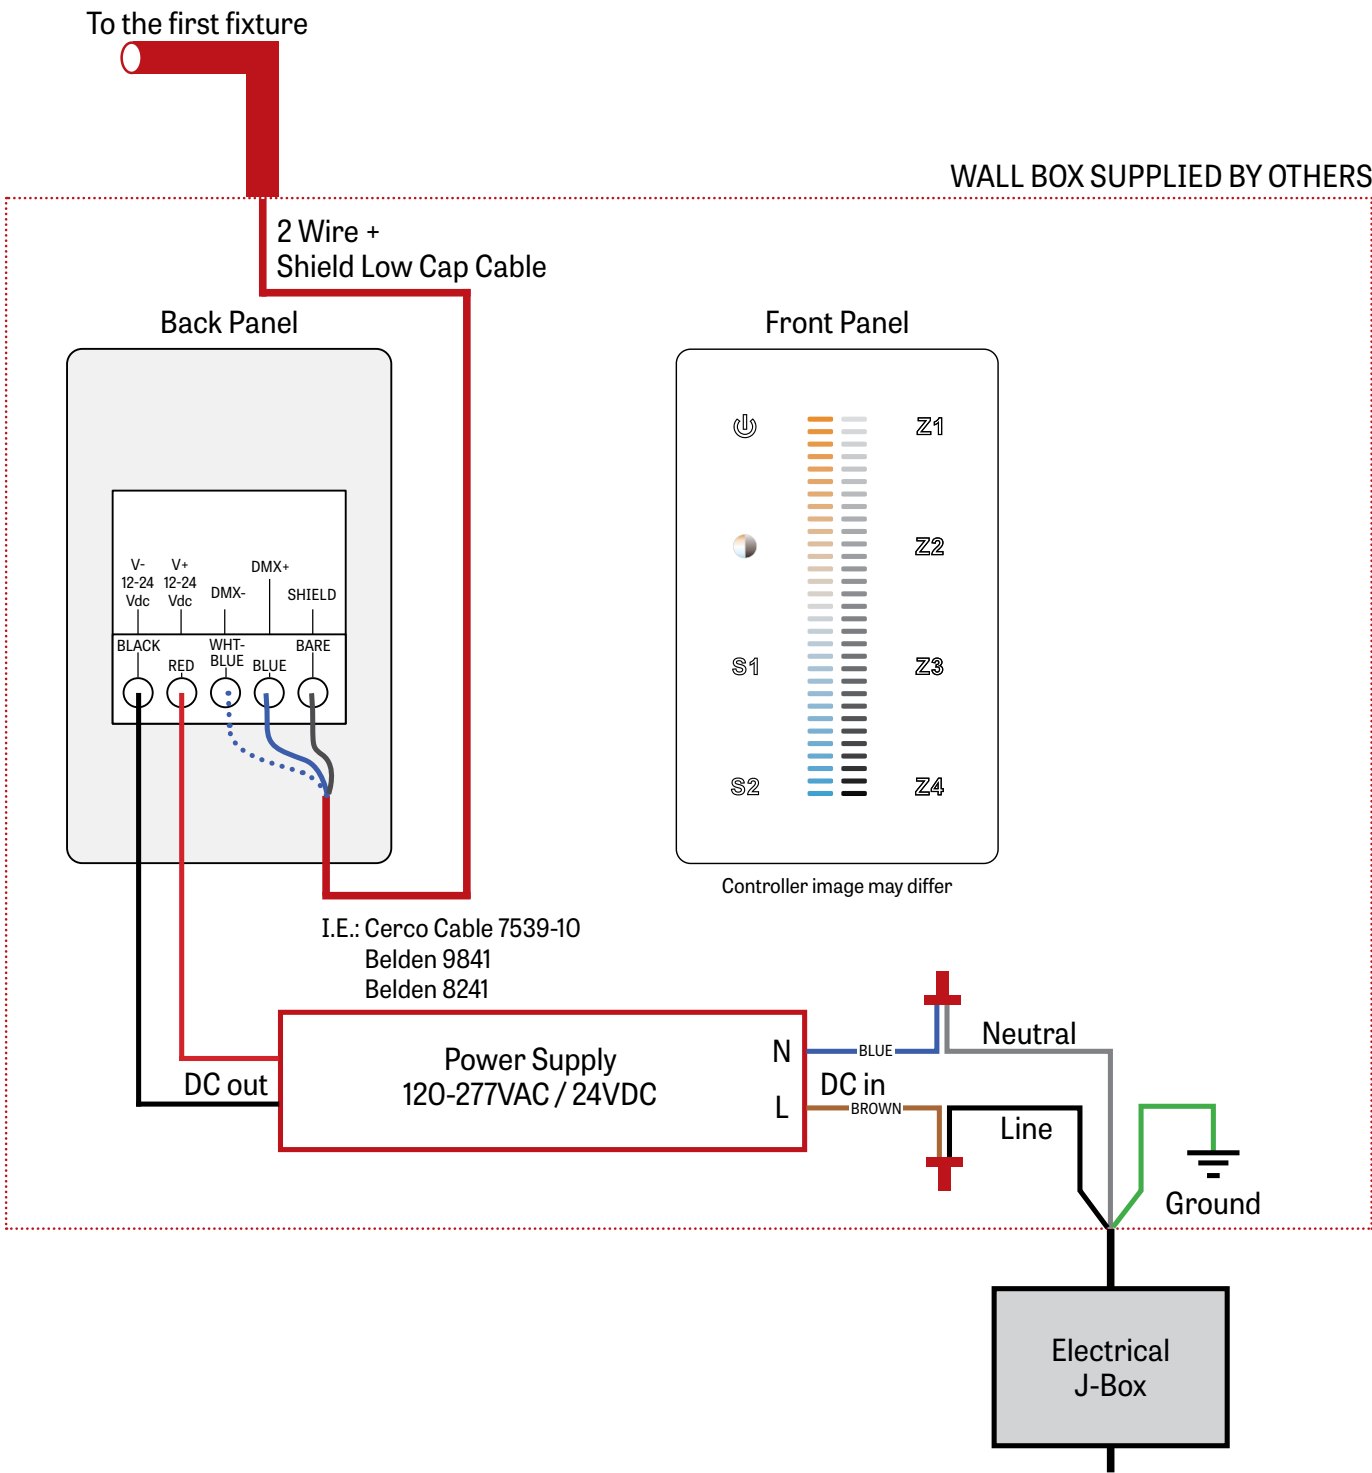 To the first fixture
WALL BOX SUPPLIED BY OTHERS
2 Wire +
Shield Low Cap Cable
Back Panel
Front Panel
V-
12-24
Vdc
V+
12-24
Vdc
DMX-
DMX+
SHIELD
BLACK
RED
WHT-
BLUE
BLUE
BARE
Z1
Z2
S1
Z3
S2
Z4
Controller image may differ
I.E.: Cerco Cable 7539-10
Belden 9841
Belden 8241
Power Supply
120-277VAC / 24VDC
DC out
N
L
BLUE
DC in
BROWN
Neutral
Line
Ground
Electrical
J-Box